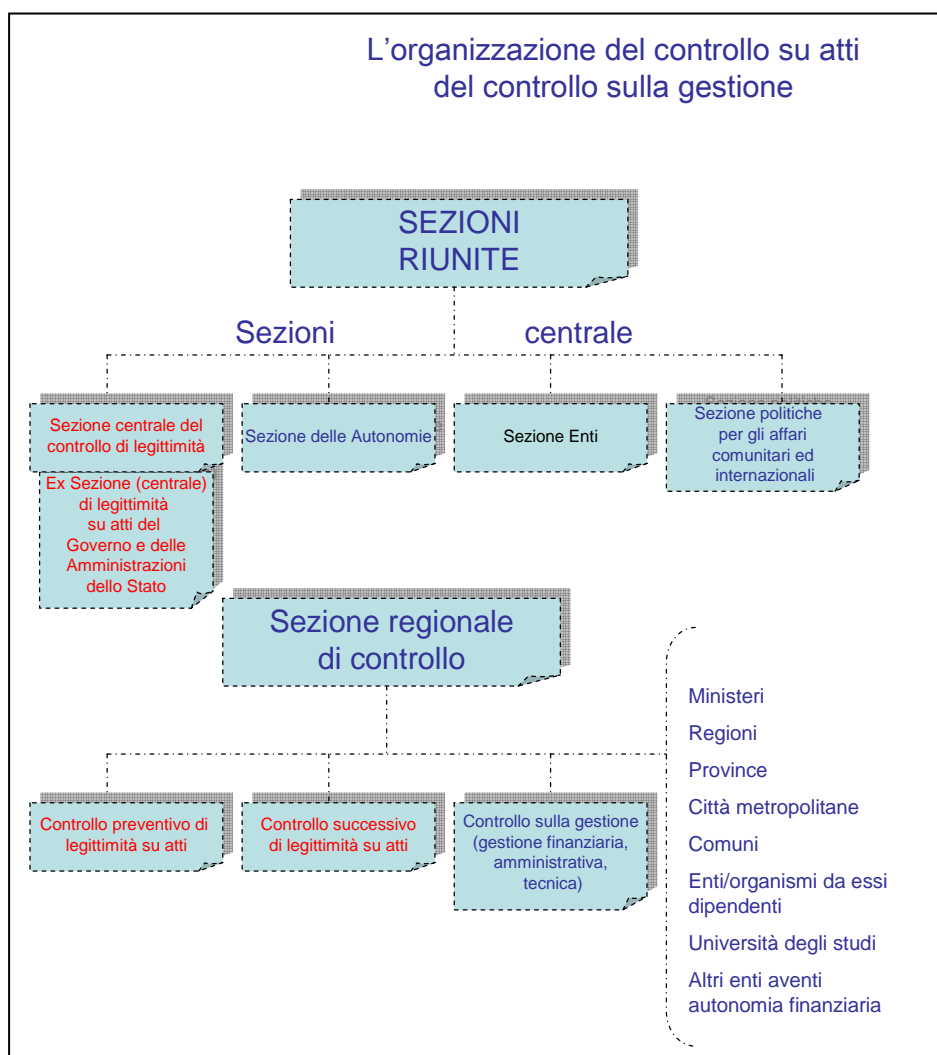 L'organizzazione del controllo su atti
del controllo sulla gestione
SEZIONI
RIUNITE
Sezioni centrale
Sezione centrale del
controllo di legittimità
Sezione delle Autonomie
Sezione Enti
Sezione politiche
per gli affari
comunitari ed
internazionali
Ex Sezione (centrale)
di legittimità
su atti del
Governo e delle
Amministrazioni
dello Stato
Sezione regionale
di controllo
Controllo preventivo di
legittimità su atti
Controllo successivo
di legittimità su atti
Controllo sulla gestione
(gestione finanziaria,
amministrativa,
tecnica)
Ministeri
Regioni
Province
Città metropolitane
Comuni
Enti/organismi da essi
dipendenti
Università degli studi
Altri enti aventi
autonomia finanziaria